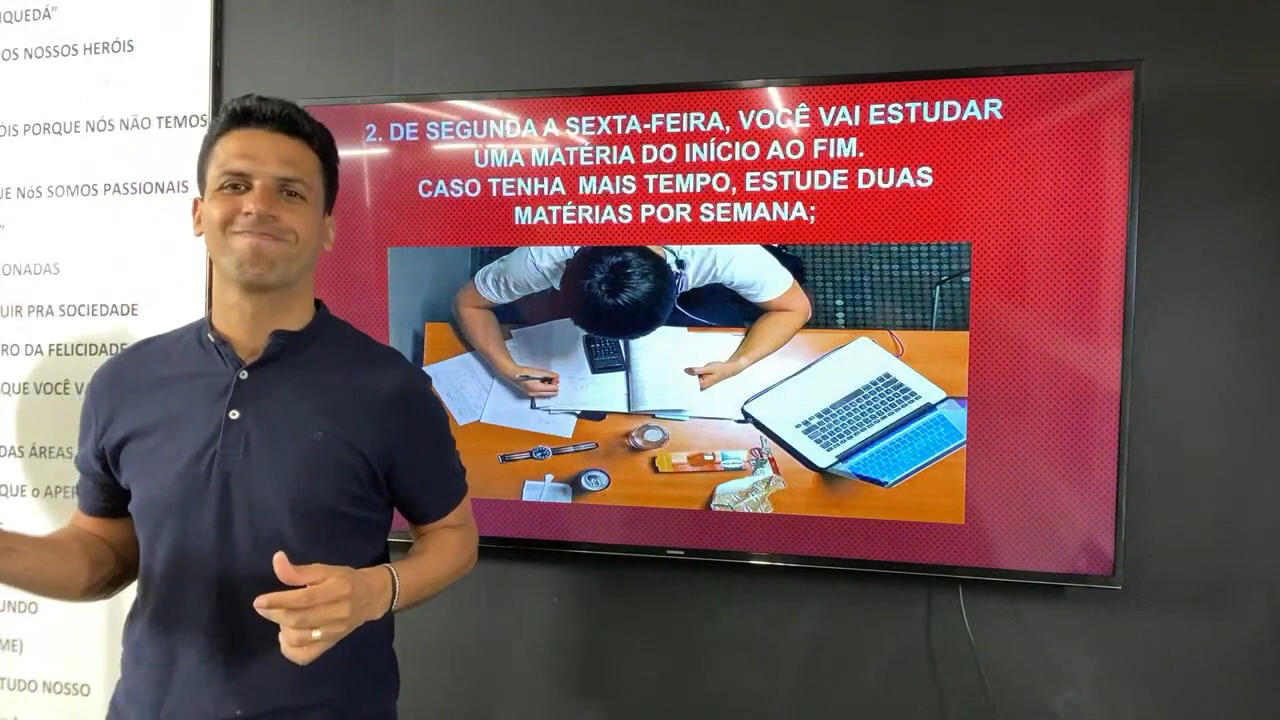 IQUEDÁ”
OS NOSSOS HERÓIS
ÓIS PORQUE NÓS NÃO TEMOS
UE NóS SOMOS PASSIONAIS
”
ONADAS
UIR PRA SOCIEDADE
RO DA FELICIDADE
QUE VOCÊ V
DAS ÁREAS
QUE o APER
UNDO
ME)
TUDO NOSSO
2. DE SEGUNDA A SEXTA-FEIRA, VOCÊ VAI ESTUDAR
UMA MATÉRIA DO INÍCIO AO FIM.
CASO TENHA MAIS TEMPO, ESTUDE DUAS
MATÉRIAS POR SEMANA;